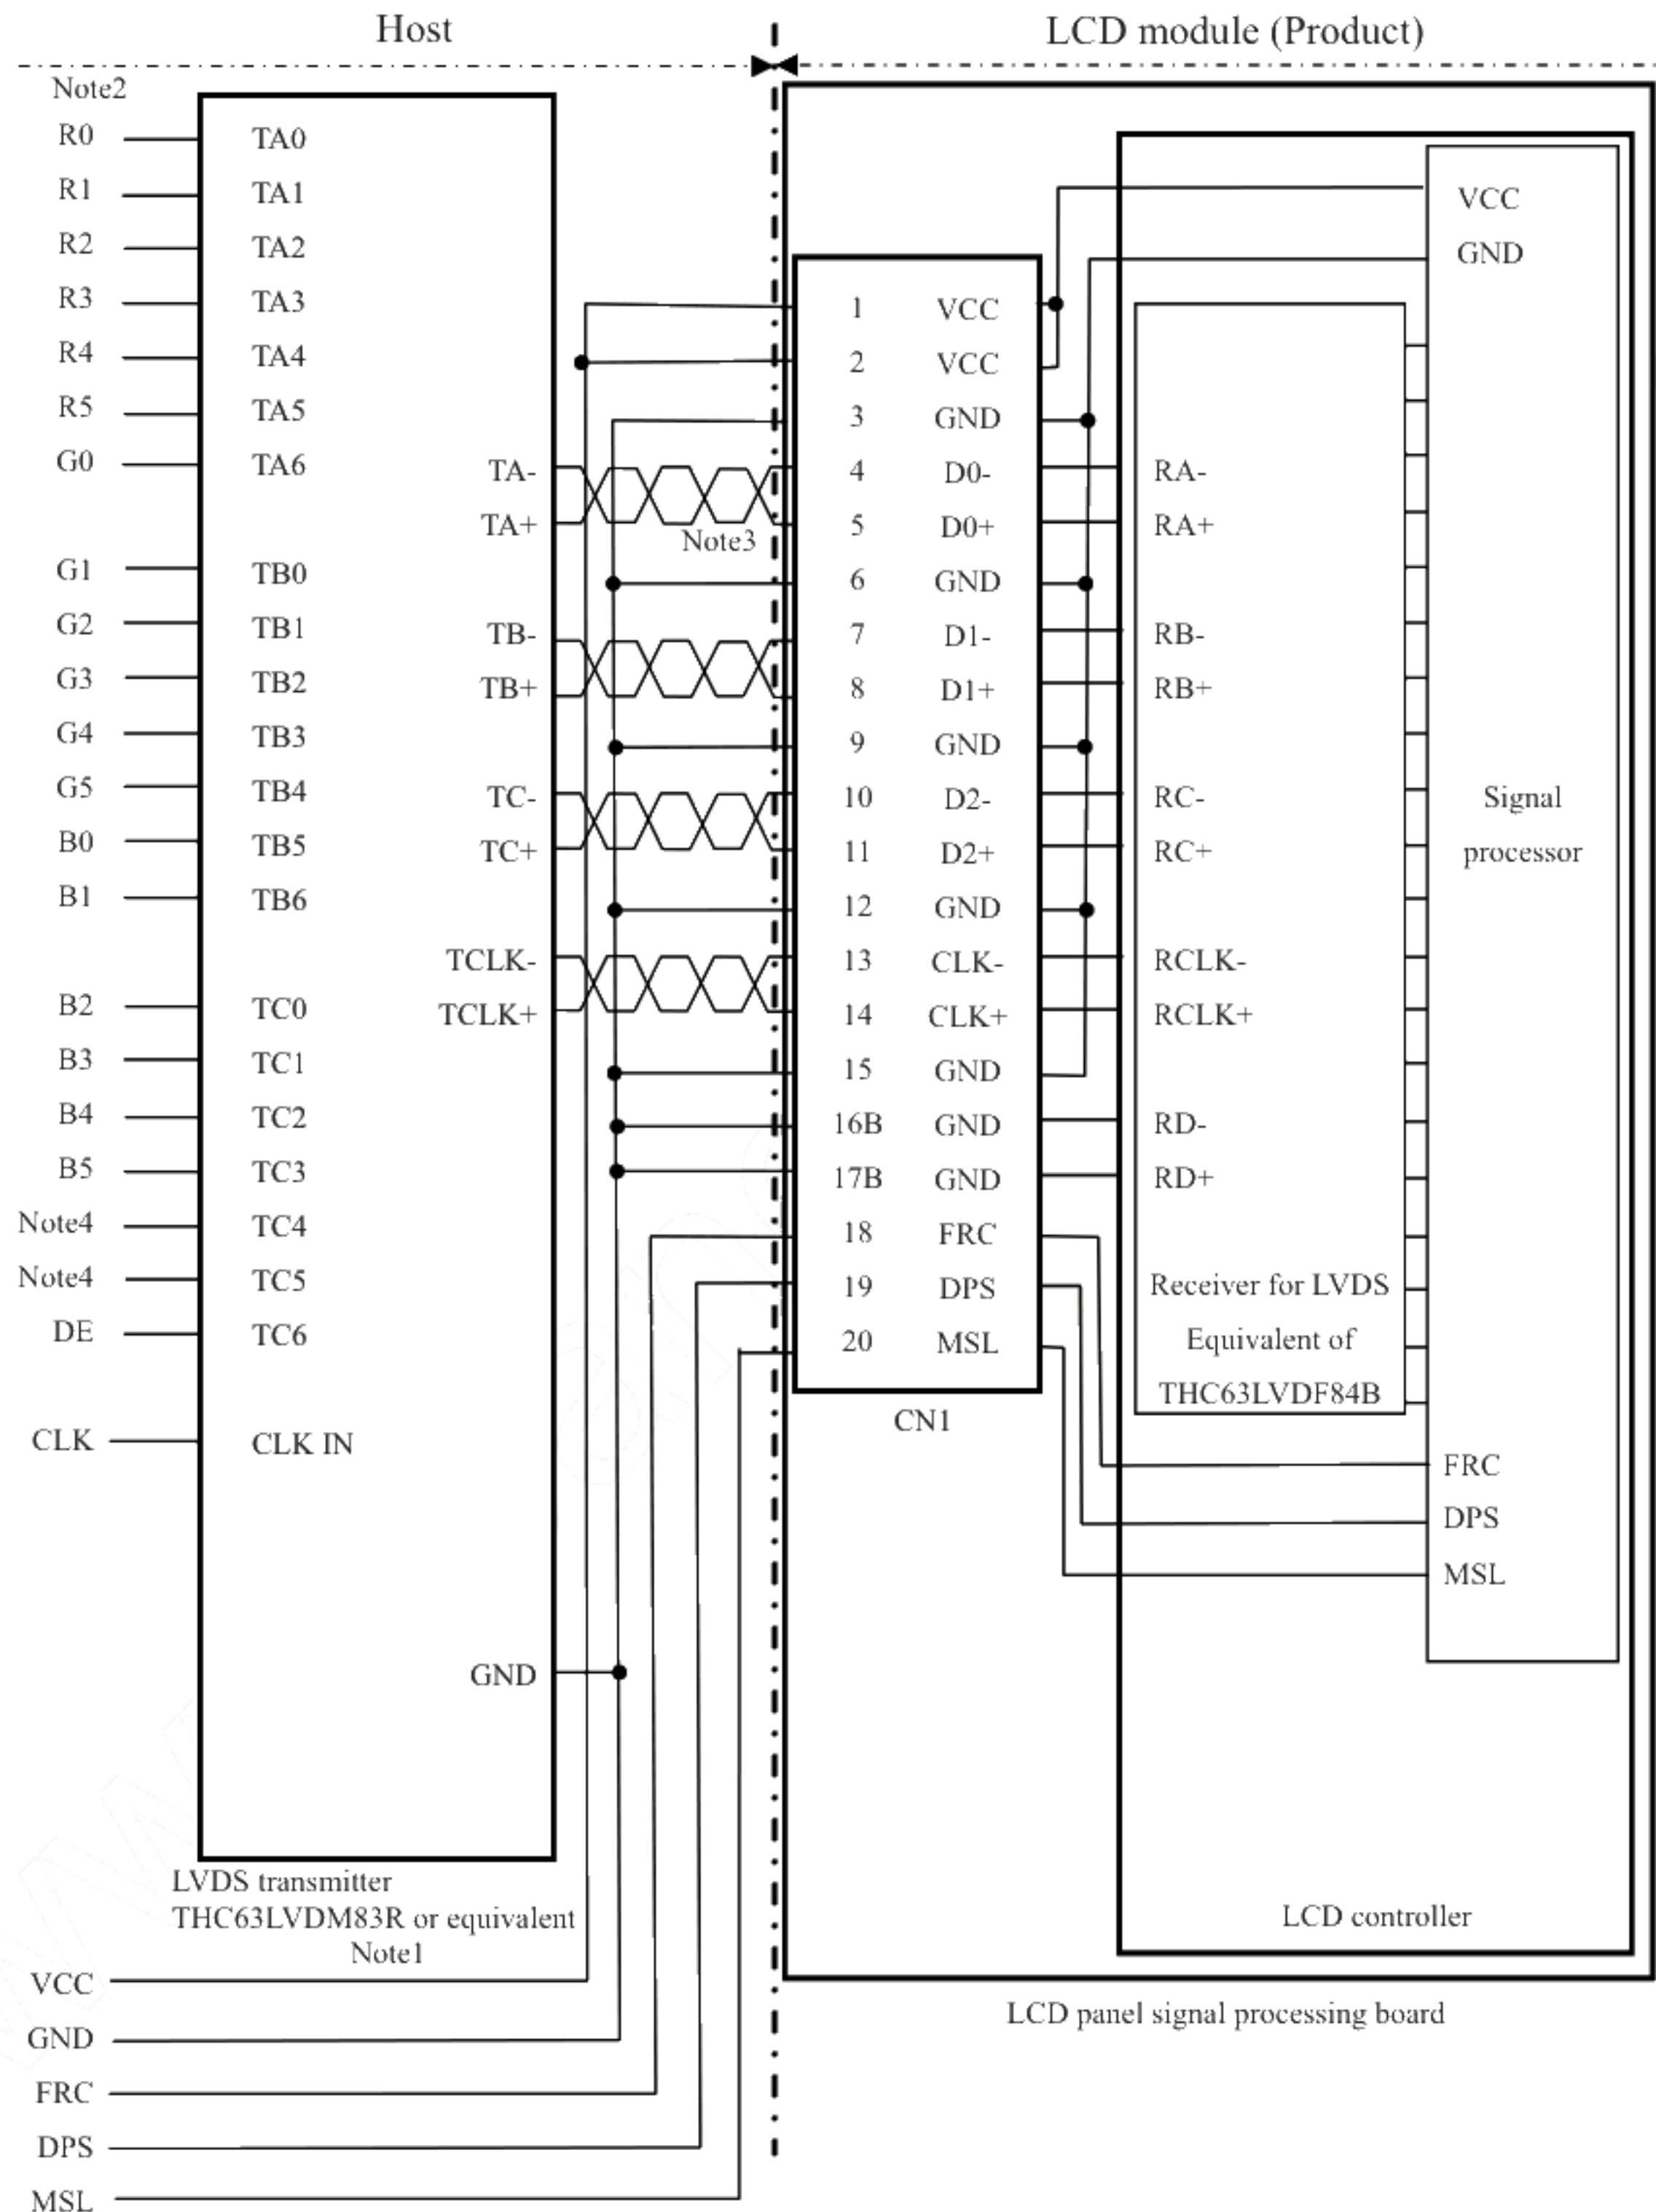 Host
LCD module (Product)
Note2
R0 TA0
R1 TA1
R2 TA2
R3 TA3
R4 TA4
R5 TA5
G0 TA6
G1 TB0
G2 TB1
G3 TB2
G4 TB3
G5 TB4
B0 TB5
B1 TB6
B2 TC0
B3 TC1
B4 TC2
B5 TC3
Note4 TC4
Note4 TC5
DE TC6
CLK CLK IN
TA-
TA+
Note3
TB-
TB+
TC-
TC+
TCLK-
TCLK+
GND
LVDS transmitter
THC63LVDM83R or equivalent
Note1
VCC
GND
FRC
DPS
MSL
1 VCC
2 VCC
3 GND
4 D0-
5 D0+
6 GND
7 D1-
8 D1+
9 GND
10 D2-
11 D2+
12 GND
13 CLK-
14 CLK+
15 GND
16B GND
17B GND
18 FRC
19 DPS
20 MSL
CN1
RA-
RA+
RB-
RB+
RC-
RC+
RCLK-
RCLK+
RD-
RD+
Receiver for LVDS
Equivalent of
THC63LVDF84B
VCC
GND
Signal
processor
FRC
DPS
MSL
LCD controller
LCD panel signal processing board